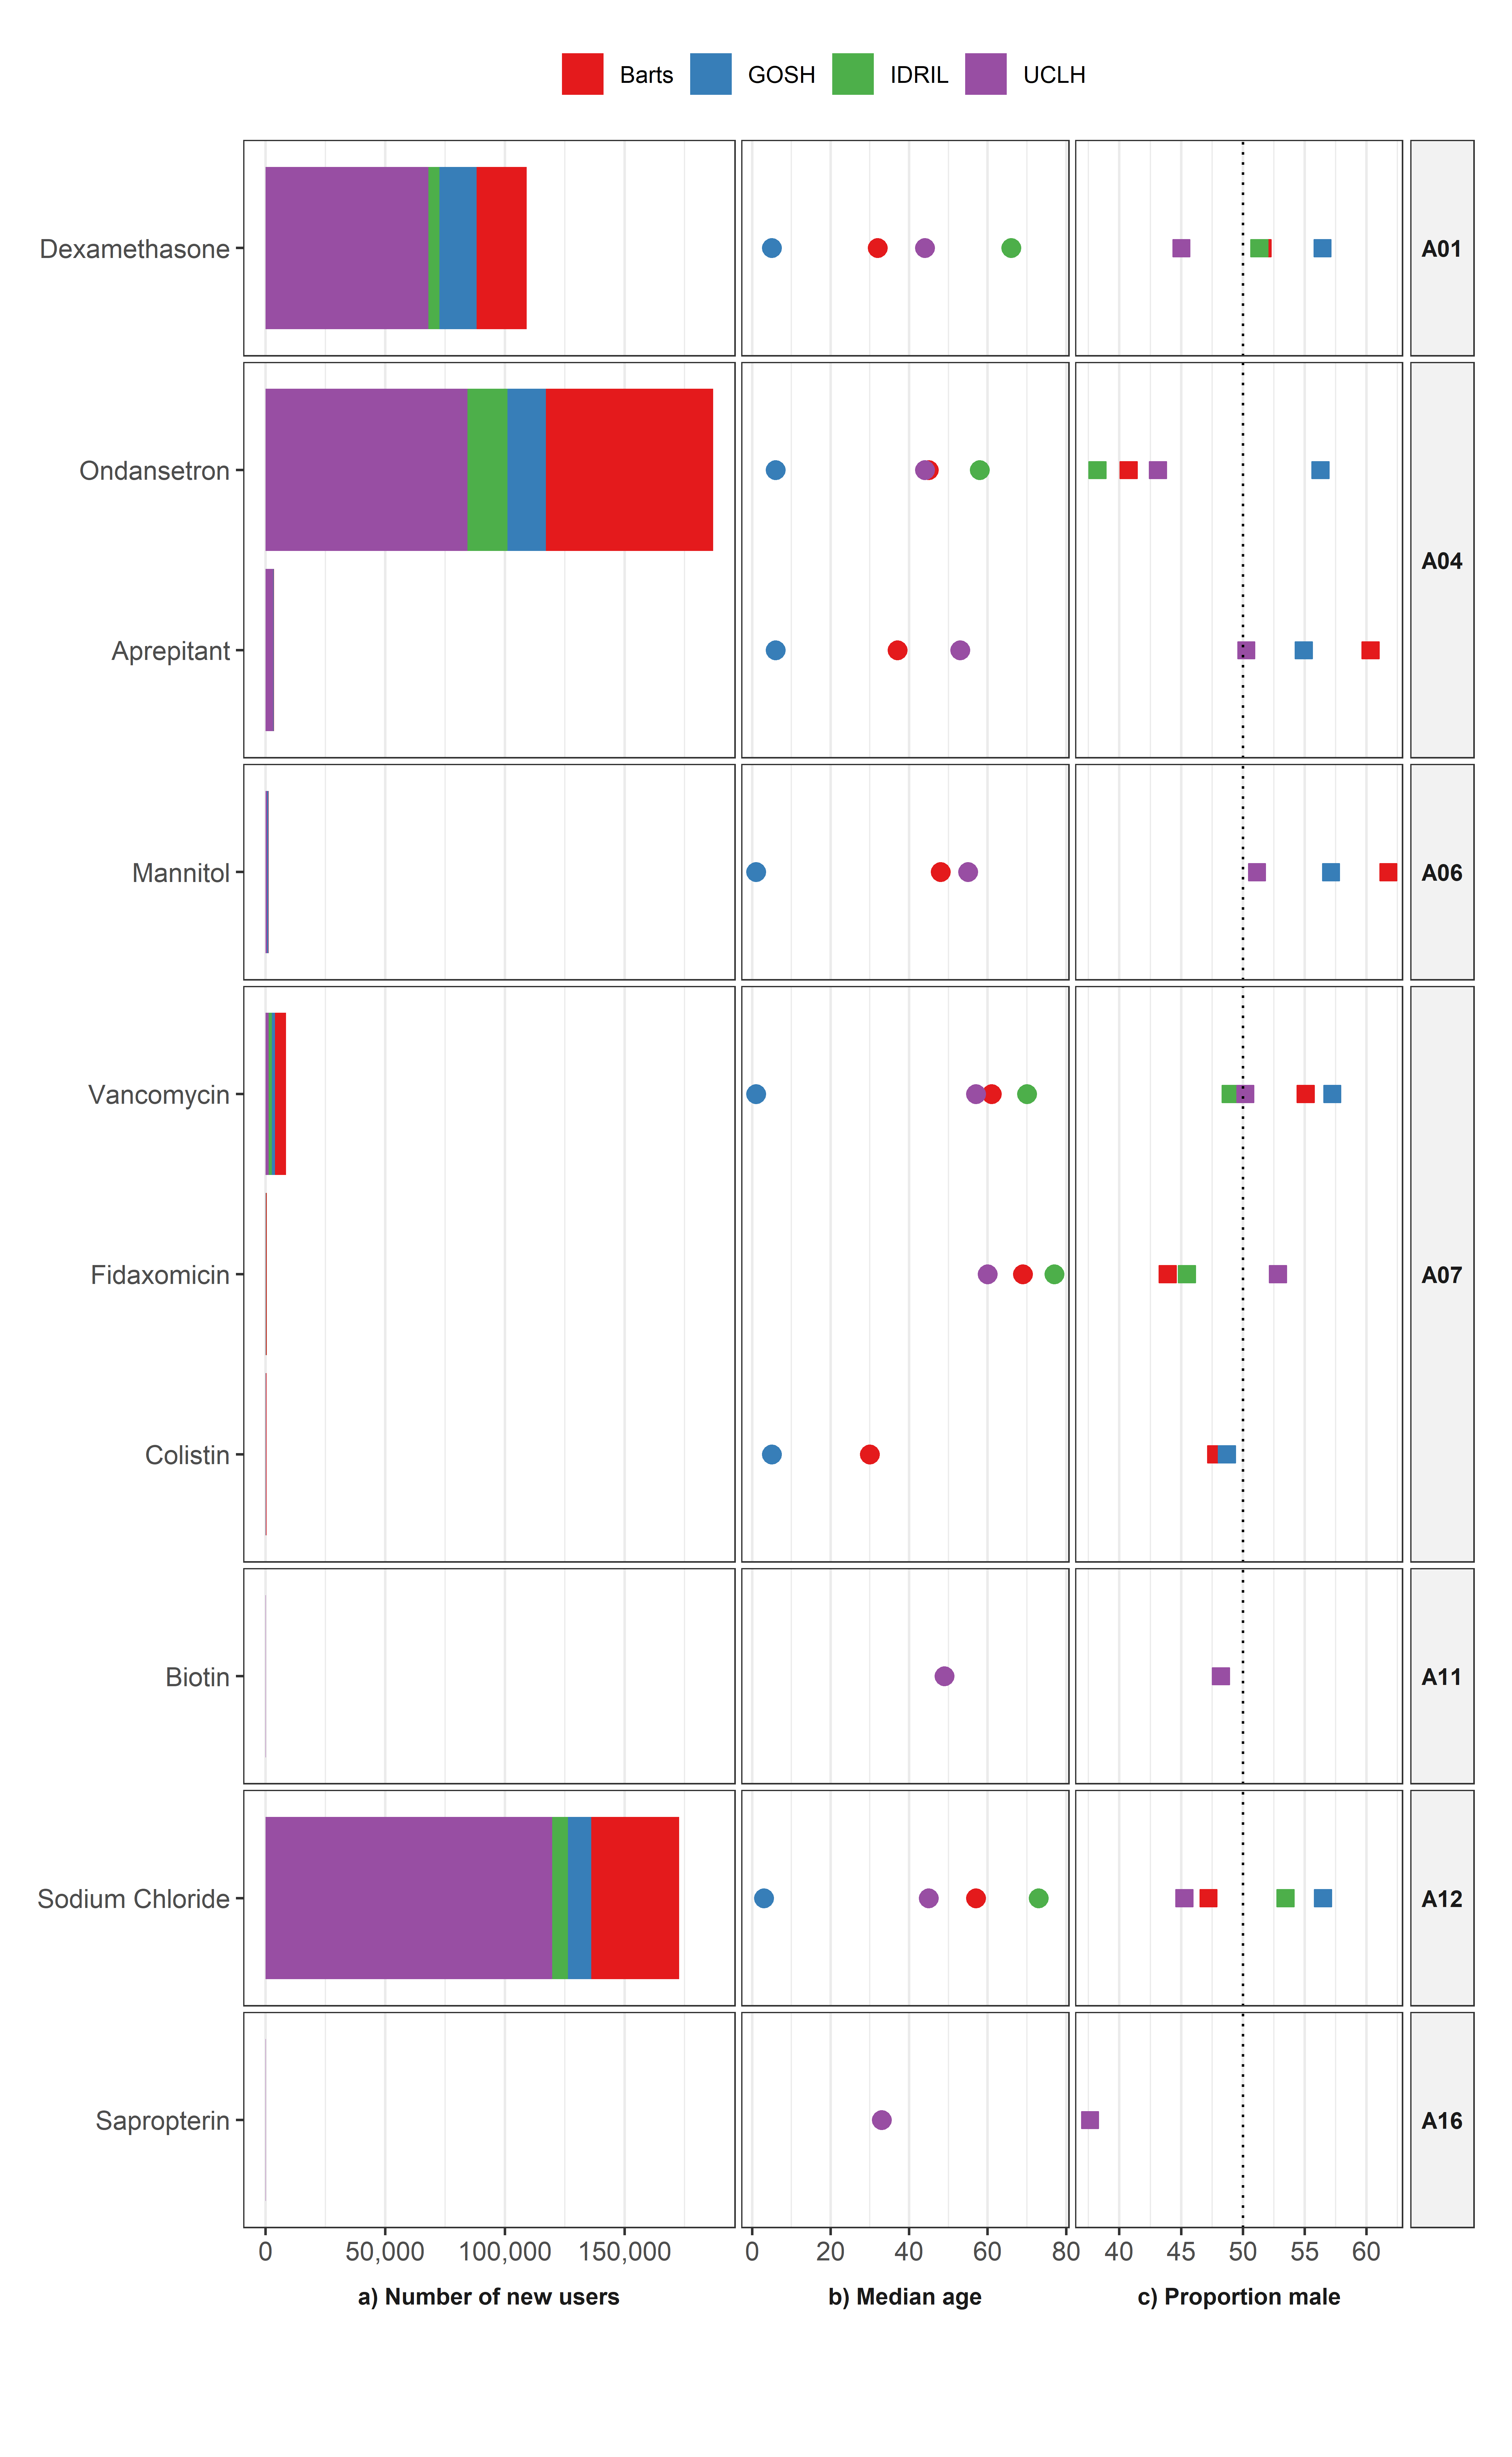 Barts GOSH IDRIL UCLH
Dexamethasone
A01
Ondansetron
Aprepitant
A04
Mannitol
A06
Vancomycin
Fidaxomicin
Colistin
A07
Biotin
A11
Sodium Chloride
A12
Sapropterin
A16
0 50,000 100,000 150,000 0 20 40 60 80 40 45 50 55 60
a) Number of new users b) Median age c) Proportion male